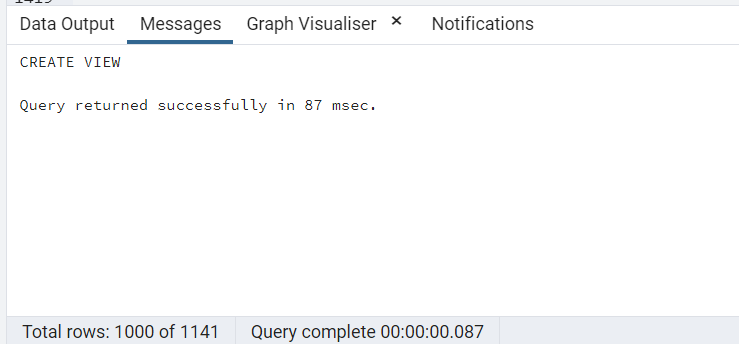 1419
Data Output Messages Graph Visualiser × Notifications
CREATE VIEW
Query returned successfully in 87 msec.
Total rows: 1000 of 1141 Query complete 00:00:00.087